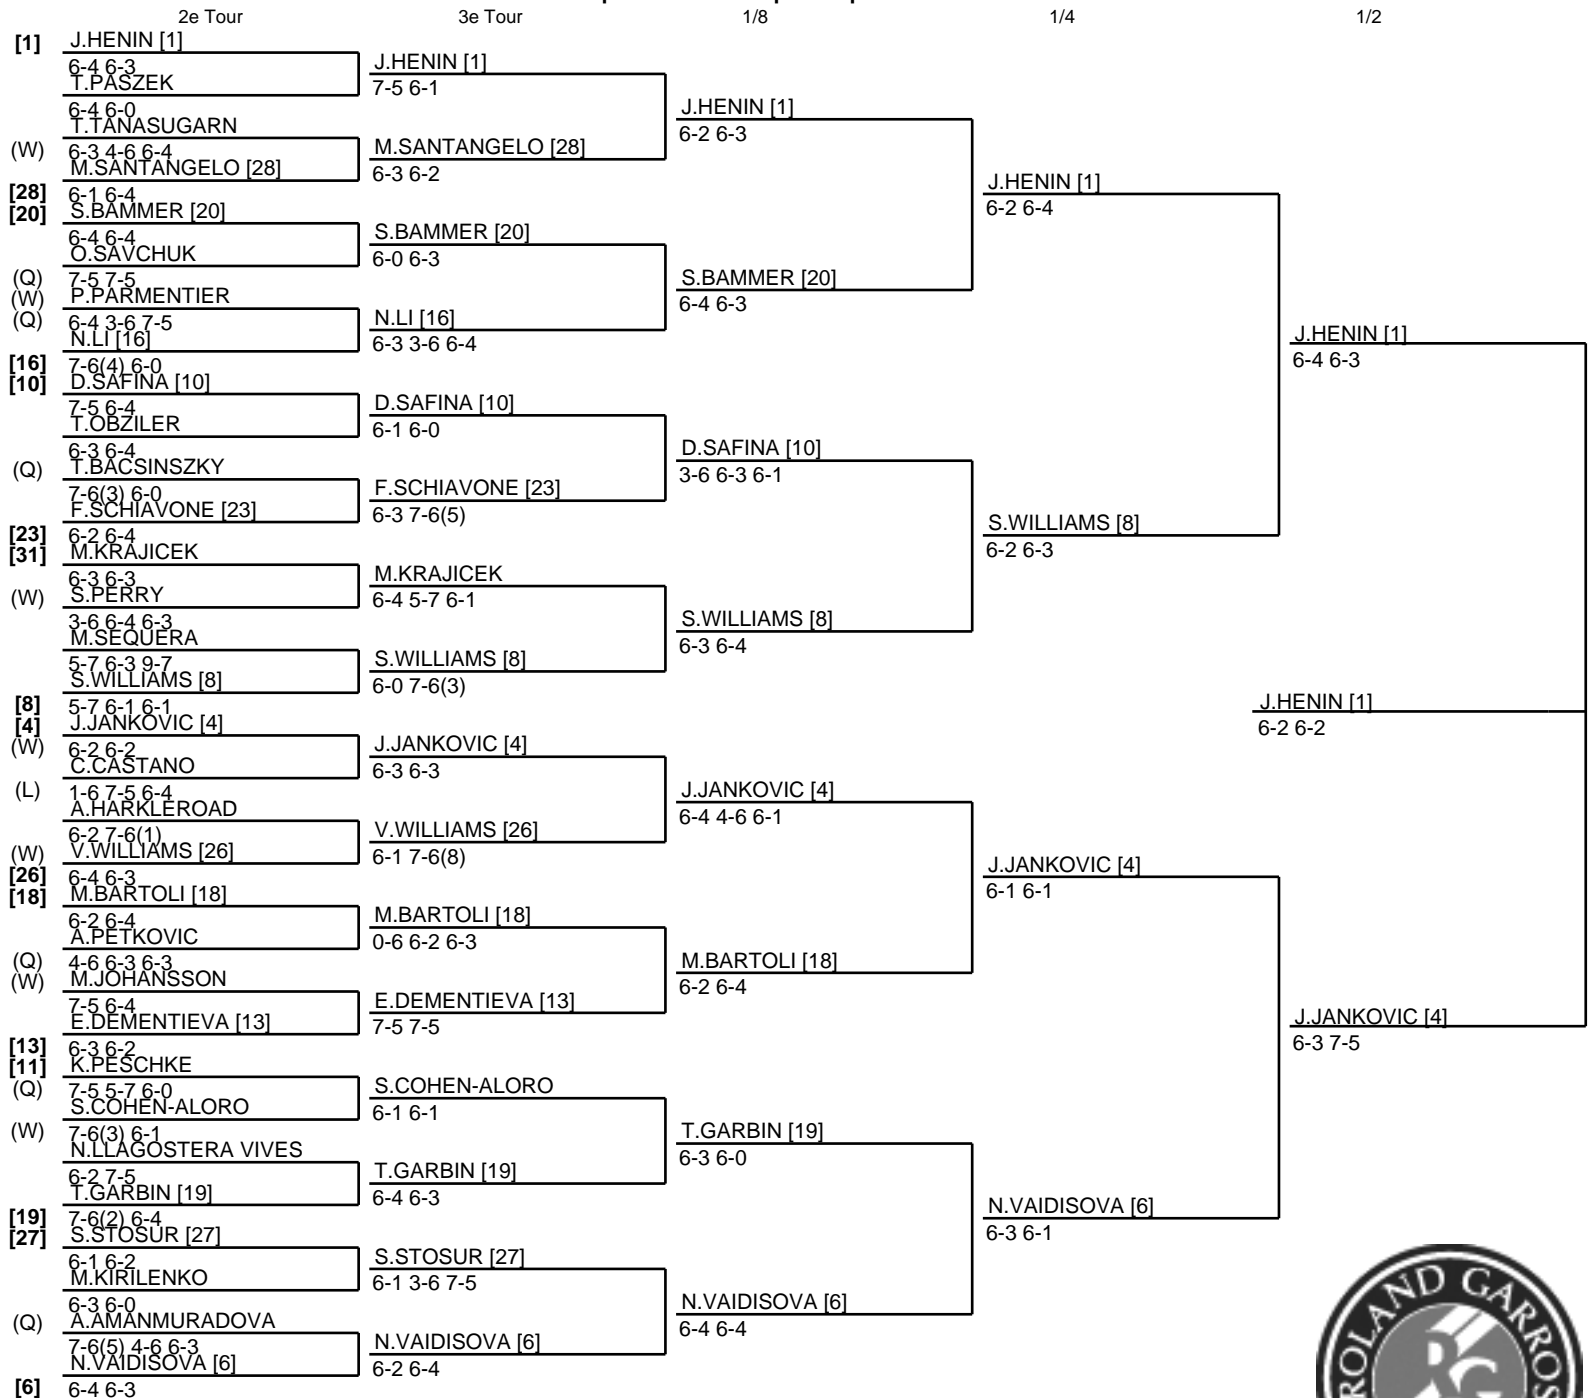 2e Tour 3e Tour 1/8 1/4 1/2
[1] J.HENIN [1]
6-4 6-3
T.PASZEK
6-4 6-0
T.TANASUGARN
(W) 6-3 4-6 6-4
M.SANTANGELO [28]
[28] 6-1 6-4
[20] S.BAMMER [20]
6-4 6-4
O.SAVCHUK
(Q) 7-5 7-5
(W) P.PARMENTIER
(Q) 6-4 3-6 7-5
N.LI [16]
[16] 7-6(4) 6-0
[10] D.SAFINA [10]
7-5 6-4
T.OBZILER
6-3 6-4
(Q) T.BACSINSZKY
7-6(3) 6-0
F.SCHIAVONE [23]
[23] 6-2 6-4
[31] M.KRAJICEK
6-3 6-3
(W) S.PERRY
3-6 6-4 6-3
M.SEQUERA
5-7 6-3 9-7
S.WILLIAMS [8]
[8] 5-7 6-1 6-1
[4] J.JANKOVIC [4]
(W) 6-2 6-2
C.CASTANO
(L) 1-6 7-5 6-4
A.HARKLEROAD
6-2 7-6(1)
(W) V.WILLIAMS [26]
[26] 6-4 6-3
[18] M.BARTOLI [18]
6-2 6-4
A.PETKOVIC
(Q) 4-6 6-3 6-3
(W) M.JOHANSSON
7-5 6-4
E.DEMENTIEVA [13]
[13] 6-3 6-2
[11] K.PESCHKE
(Q) 7-5 5-7 6-0
S.COHEN-ALORO
(W) 7-6(3) 6-1
N.LLAGOSTERA VIVES
6-2 7-5
T.GARBIN [19]
[19] 7-6(2) 6-4
[27] S.STOSUR [27]
6-1 6-2
M.KIRILENKO
6-3 6-0
(Q) A.AMANMURADOVA
7-6(5) 4-6 6-3
N.VAIDISOVA [6]
[6] 6-4 6-3
J.HENIN [1]
7-5 6-1
M.SANTANGELO [28]
6-3 6-2
S.BAMMER [20]
6-0 6-3
N.LI [16]
6-3 3-6 6-4
D.SAFINA [10]
6-1 6-0
F.SCHIAVONE [23]
6-3 7-6(5)
M.KRAJICEK
6-4 5-7 6-1
S.WILLIAMS [8]
6-0 7-6(3)
J.JANKOVIC [4]
6-3 6-3
V.WILLIAMS [26]
6-1 7-6(8)
M.BARTOLI [18]
0-6 6-2 6-3
E.DEMENTIEVA [13]
7-5 7-5
S.COHEN-ALORO
6-1 6-1
T.GARBIN [19]
6-4 6-3
S.STOSUR [27]
6-1 3-6 7-5
N.VAIDISOVA [6]
6-2 6-4
J.HENIN [1]
6-2 6-3
S.BAMMER [20]
6-4 6-3
D.SAFINA [10]
3-6 6-3 6-1
S.WILLIAMS [8]
6-3 6-4
J.JANKOVIC [4]
6-4 4-6 6-1
M.BARTOLI [18]
6-2 6-4
T.GARBIN [19]
6-3 6-0
N.VAIDISOVA [6]
6-4 6-4
J.HENIN [1]
6-2 6-4
S.WILLIAMS [8]
6-2 6-3
J.JANKOVIC [4]
6-1 6-1
N.VAIDISOVA [6]
6-3 6-1
J.HENIN [1]
6-4 6-3
J.JANKOVIC [4]
6-3 7-5
J.HENIN [1]
6-2 6-2
ROLAND GARROS
RG